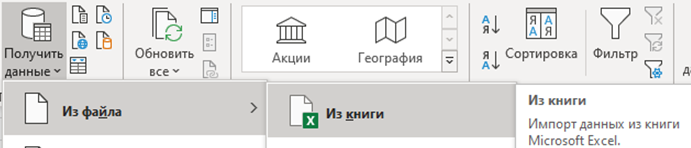 Получить данные
Обновить все
Акции
География
Сортировка
Фильтр
Из файла
Из книги
Из книги
Импорт данных из книги
Microsoft Excel.